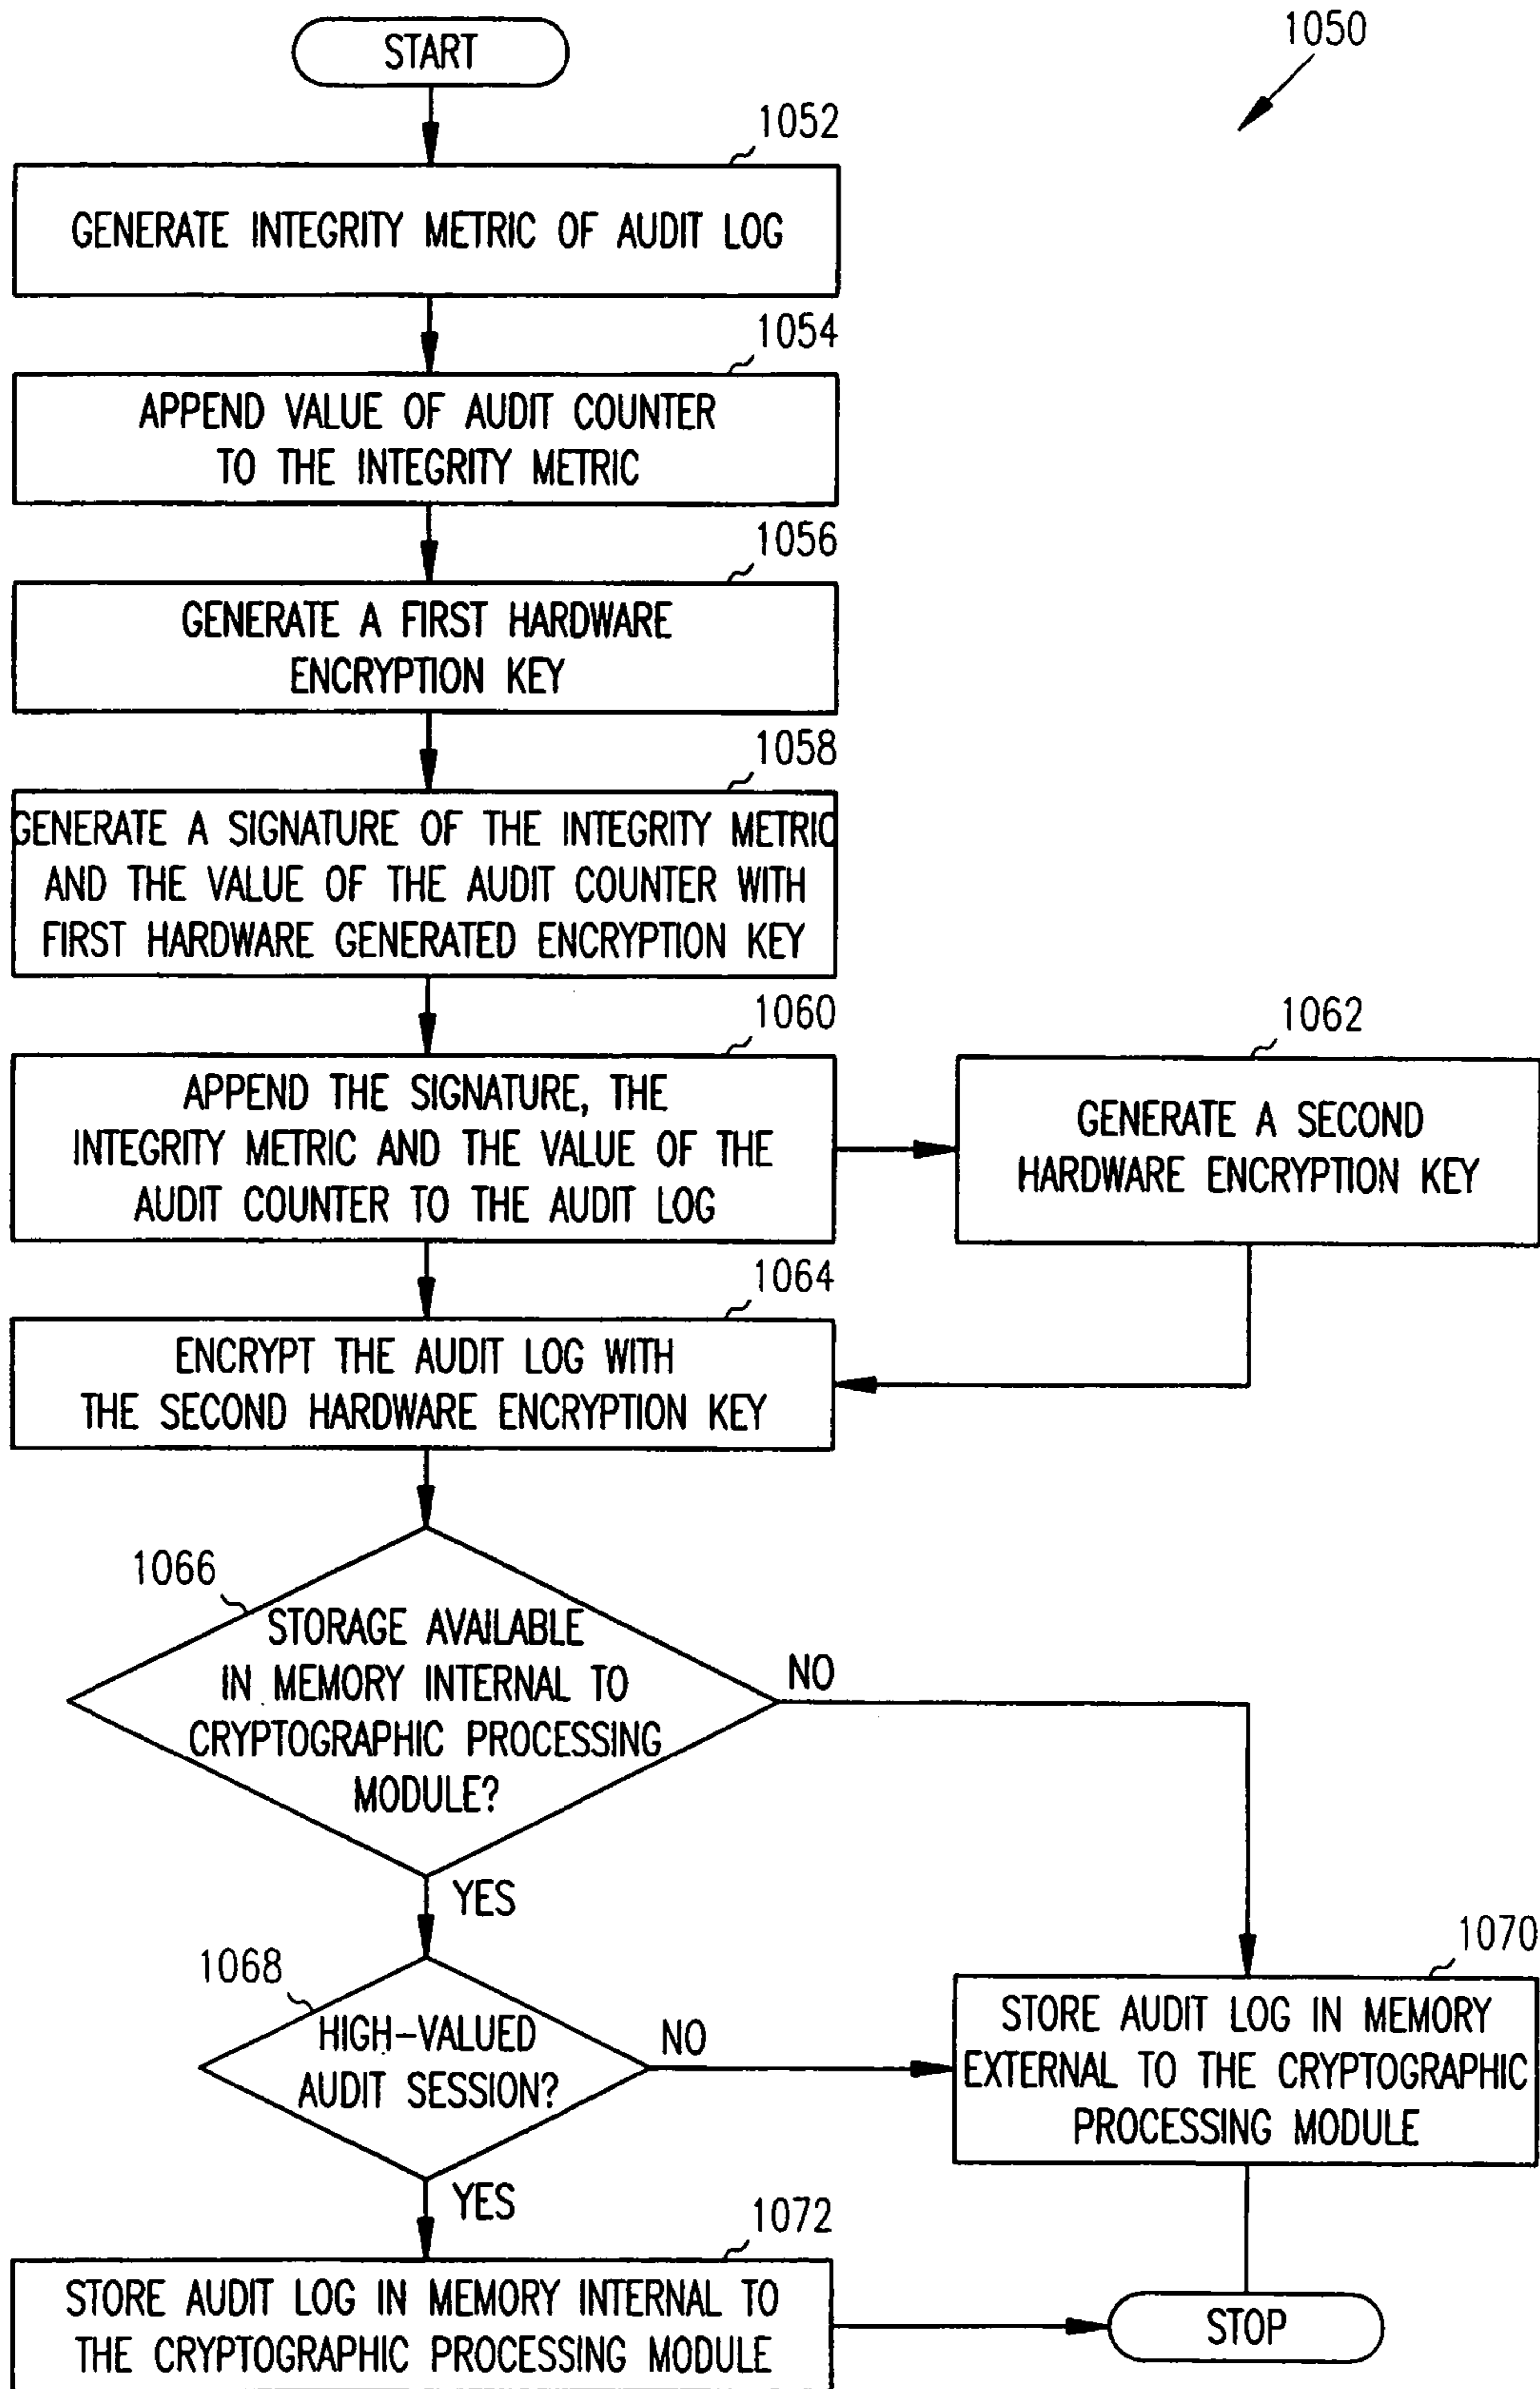 START
1050
1052
GENERATE INTEGRITY METRIC OF AUDIT LOG
1054
APPEND VALUE OF AUDIT COUNTER
TO THE INTEGRITY METRIC
1056
GENERATE A FIRST HARDWARE
ENCRYPTION KEY
1058
GENERATE A SIGNATURE OF THE INTEGRITY METRIC
AND THE VALUE OF THE AUDIT COUNTER WITH
FIRST HARDWARE GENERATED ENCRYPTION KEY
1060
APPEND THE SIGNATURE, THE
INTEGRITY METRIC AND THE VALUE OF THE
AUDIT COUNTER TO THE AUDIT LOG
1062
GENERATE A SECOND
HARDWARE ENCRYPTION KEY
1064
ENCRYPT THE AUDIT LOG WITH
THE SECOND HARDWARE ENCRYPTION KEY
1066
STORAGE AVAILABLE
IN MEMORY INTERNAL TO
CRYPTOGRAPHIC PROCESSING
MODULE?
NO
YES
1068
HIGH-VALUED
AUDIT SESSION?
NO
YES
1070
STORE AUDIT LOG IN MEMORY
EXTERNAL TO THE CRYPTOGRAPHIC
PROCESSING MODULE
1072
STORE AUDIT LOG IN MEMORY INTERNAL TO
THE CRYPTOGRAPHIC PROCESSING MODULE
STOP